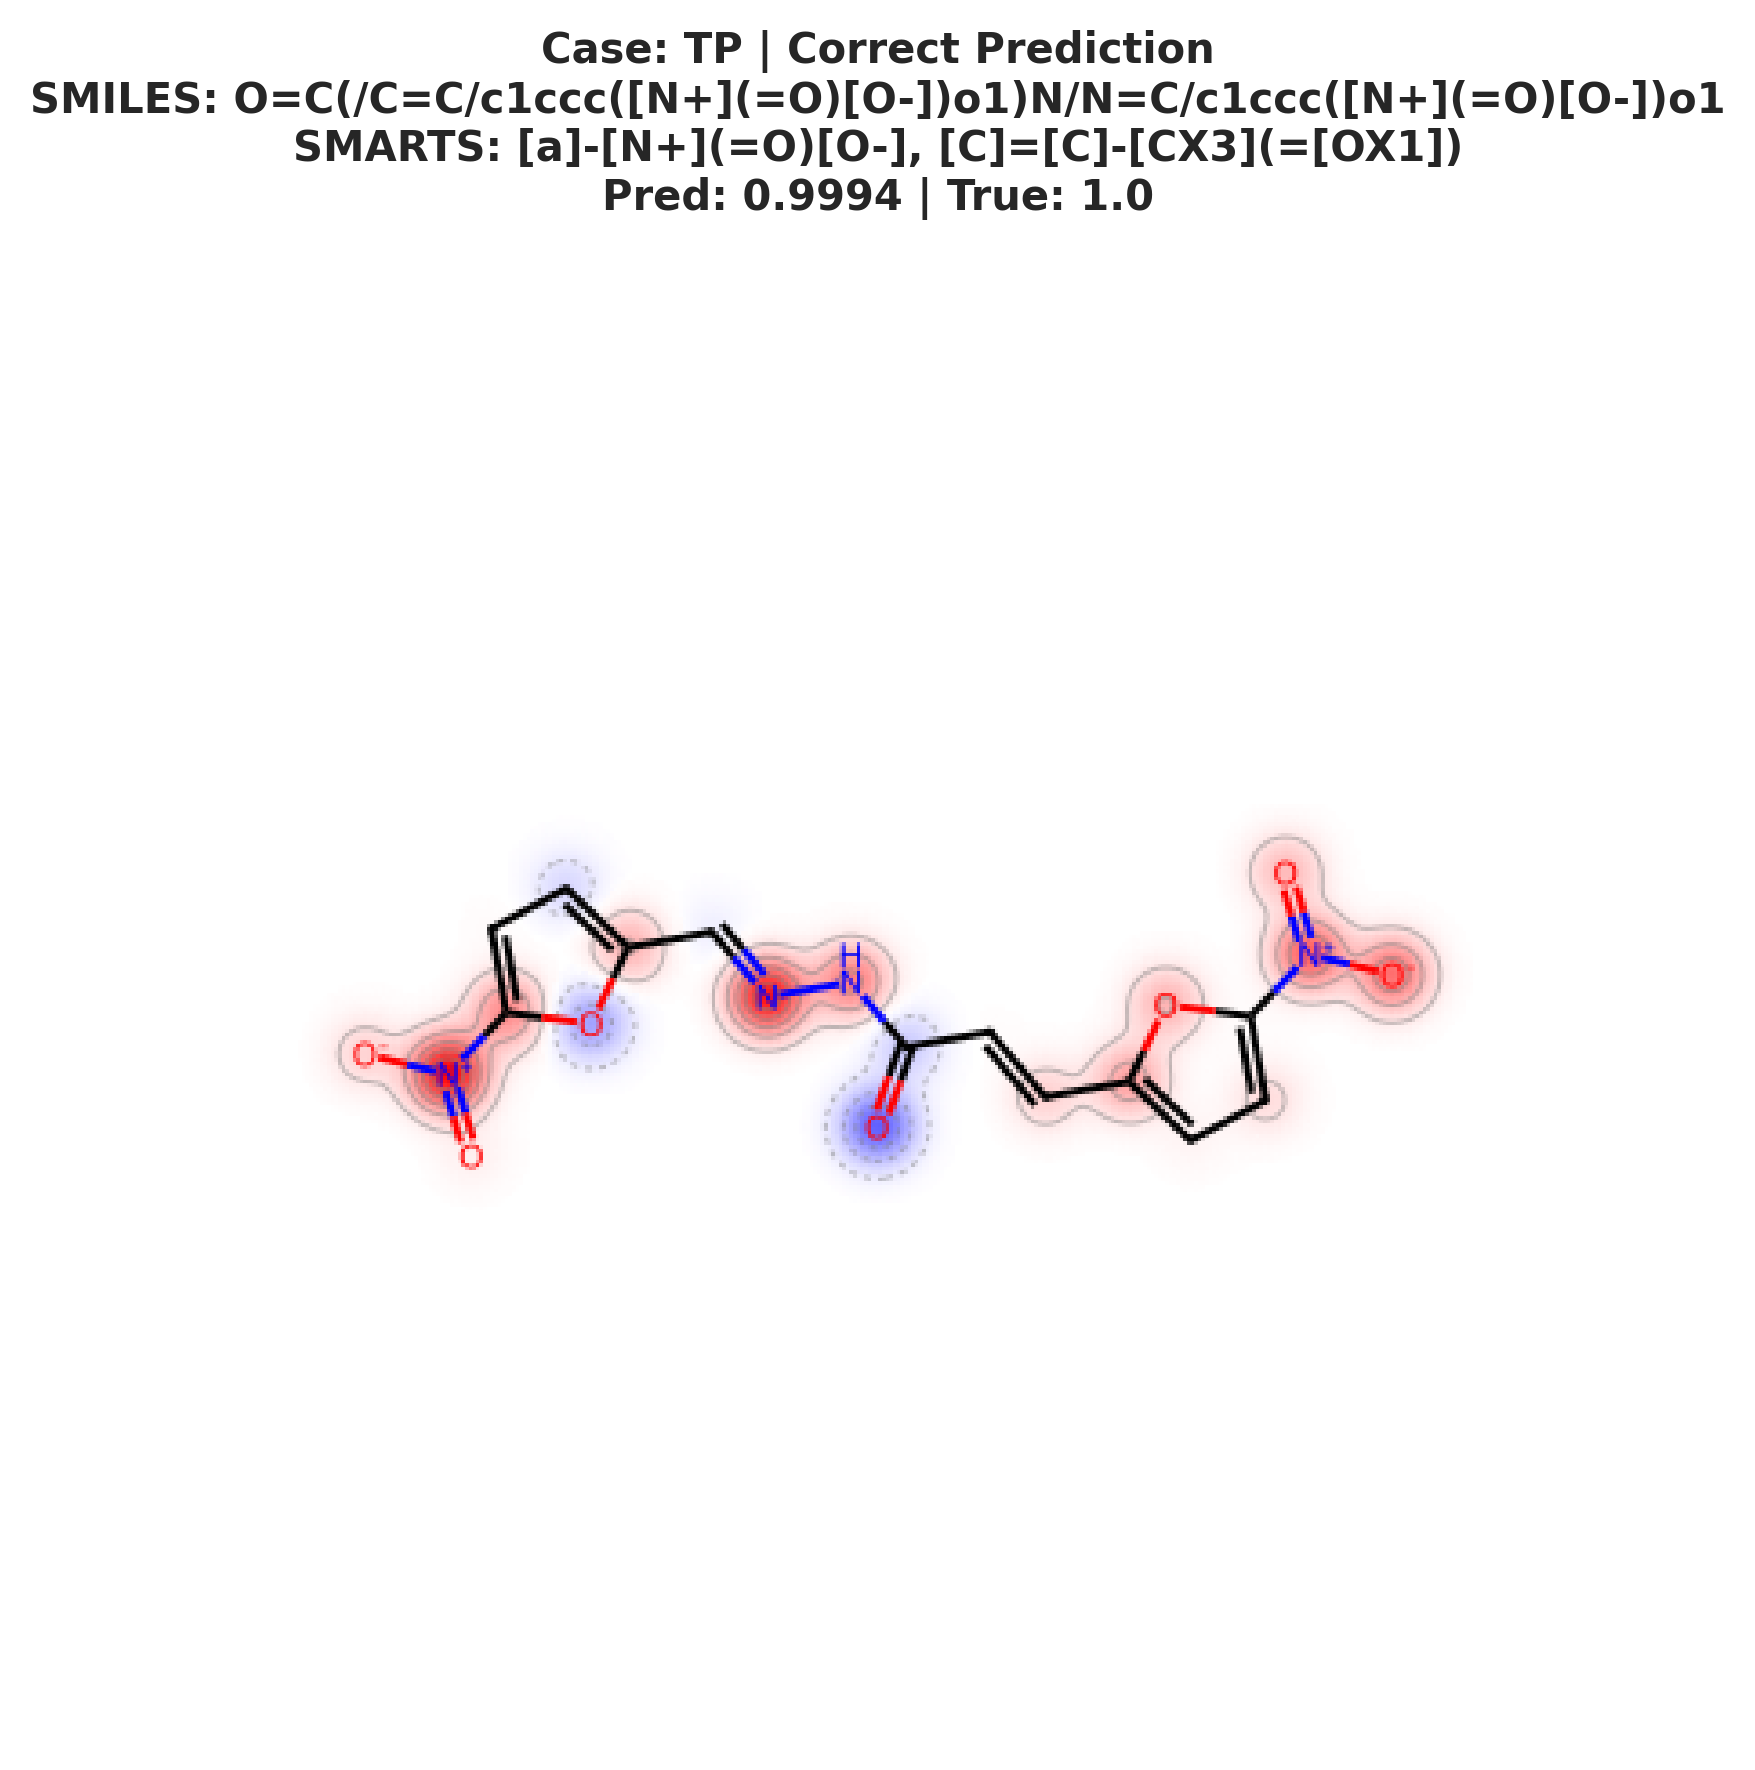 Case: TP | Correct Prediction
SMILES: O=C(/C=C/c1ccc([N+](=O)[O-])o1)N/N=C/c1ccc([N+](=O)[O-])o1
SMARTS: [a]-[N+](=O)[O-], [C]=[C]-[CX3](=[OX1])
Pred: 0.9994 | True: 1.0
O
H
N
N
N+
O-
O
O
O-
N+
O
O
O